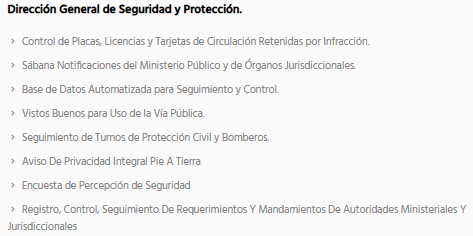 Dirección General de Seguridad y Protección.
› Control de Placas, Licencias y Tarjetas de Circulación Retenidas por Infracción.
› Sábana Notificaciones del Ministerio Público y de Órganos Jurisdiccionales.
› Base de Datos Automatizada para Seguimiento y Control.
› Vistos Buenos para Uso de la Vía Pública.
› Seguimiento de Turnos de Protección Civil y Bomberos.
› Aviso De Privacidad Integral Pie A Tierra
› Encuesta de Percepción de Seguridad
› Registro, Control, Seguimiento De Requerimientos Y Mandamientos De Autoridades Ministeriales Y
Jurisdiccionales